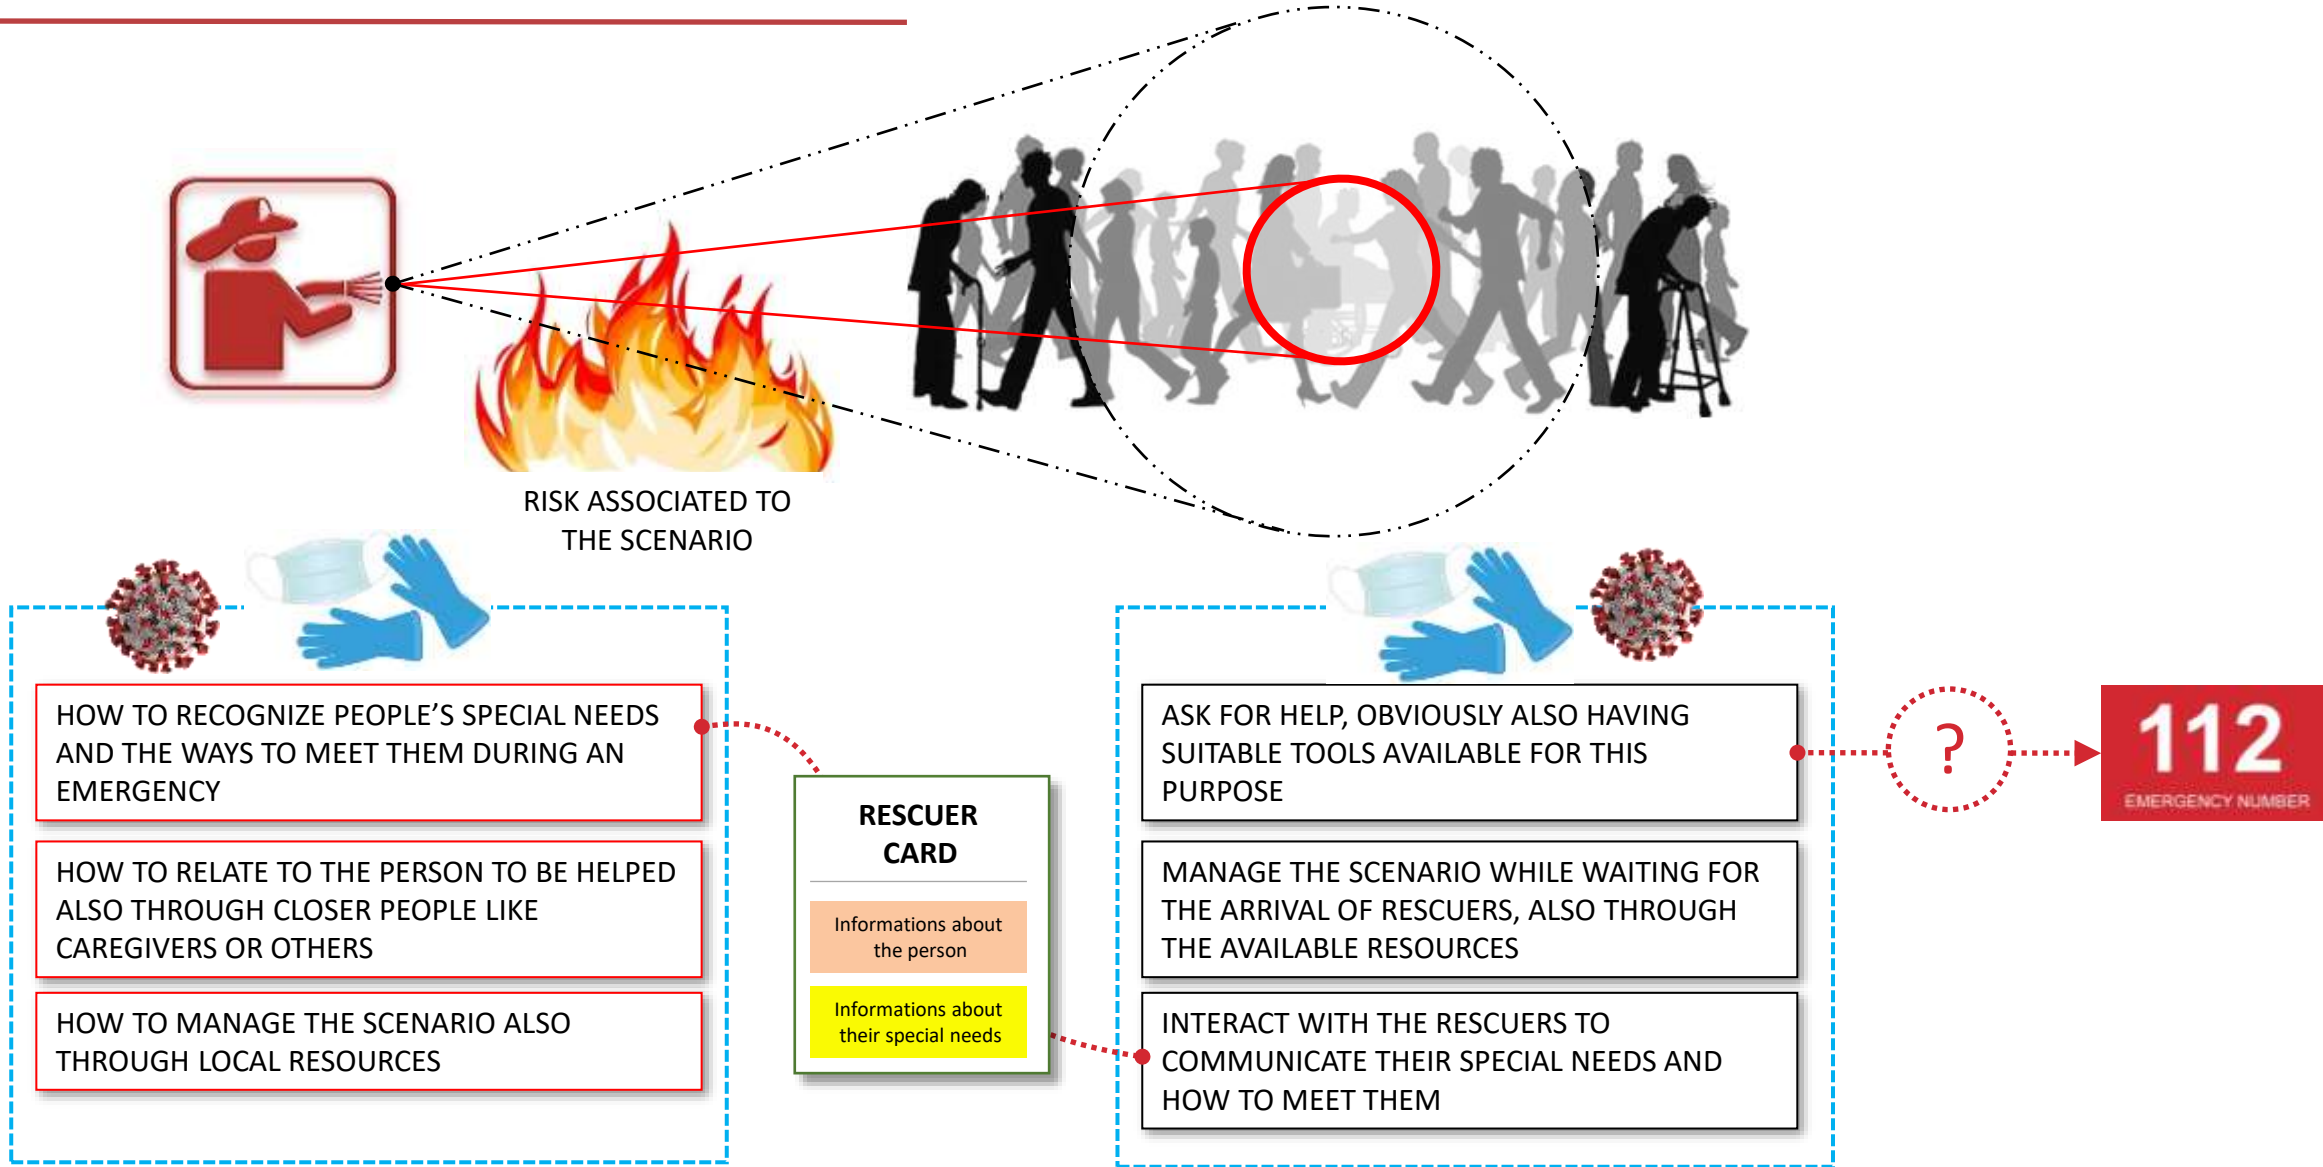 RISK ASSOCIATED TO
THE SCENARIO
HOW TO RECOGNIZE PEOPLE’S SPECIAL NEEDS
AND THE WAYS TO MEET THEM DURING AN
EMERGENCY
HOW TO RELATE TO THE PERSON TO BE HELPED
ALSO THROUGH CLOSER PEOPLE LIKE
CAREGIVERS OR OTHERS
HOW TO MANAGE THE SCENARIO ALSO
THROUGH LOCAL RESOURCES
RESCUER
CARD
Informations about
the person
Informations about
their special needs
ASK FOR HELP, OBVIOUSLY ALSO HAVING
SUITABLE TOOLS AVAILABLE FOR THIS
PURPOSE
MANAGE THE SCENARIO WHILE WAITING FOR
THE ARRIVAL OF RESCUERS, ALSO THROUGH
THE AVAILABLE RESOURCES
INTERACT WITH THE RESCUERS TO
COMMUNICATE THEIR SPECIAL NEEDS AND
HOW TO MEET THEM
?
112
EMERGENCY NUMBER